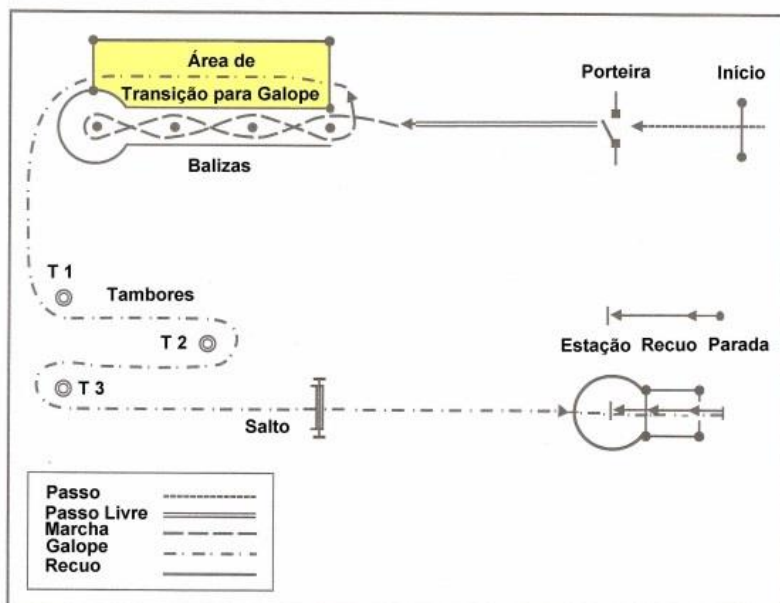 Área de
Transição para Galope
Porteira
Início
Balizas
T 1
Tambores
T 2
Estação Recuo Parada
T 3
Salto
Passo
Passo Livre
Marcha
Galope
Recuo